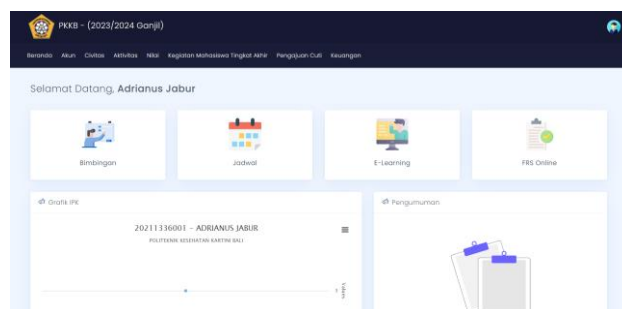 PKKB - (2023/2024 Ganjil)
Beranda Akun Civitas Aktivitas Nilai Kegiatan Mahasiswa Tingkat Akhir Pengajuan Cuti Keuangan
Selamat Datang, Adrianus Jabur
Bimbingan Jadwal E-Learning FRS Online
Grafik IPK Pengumuman
20211336001 - ADRIANUS JABUR
POLITEKNIK KESEHATAN KARTINI BALI
Values